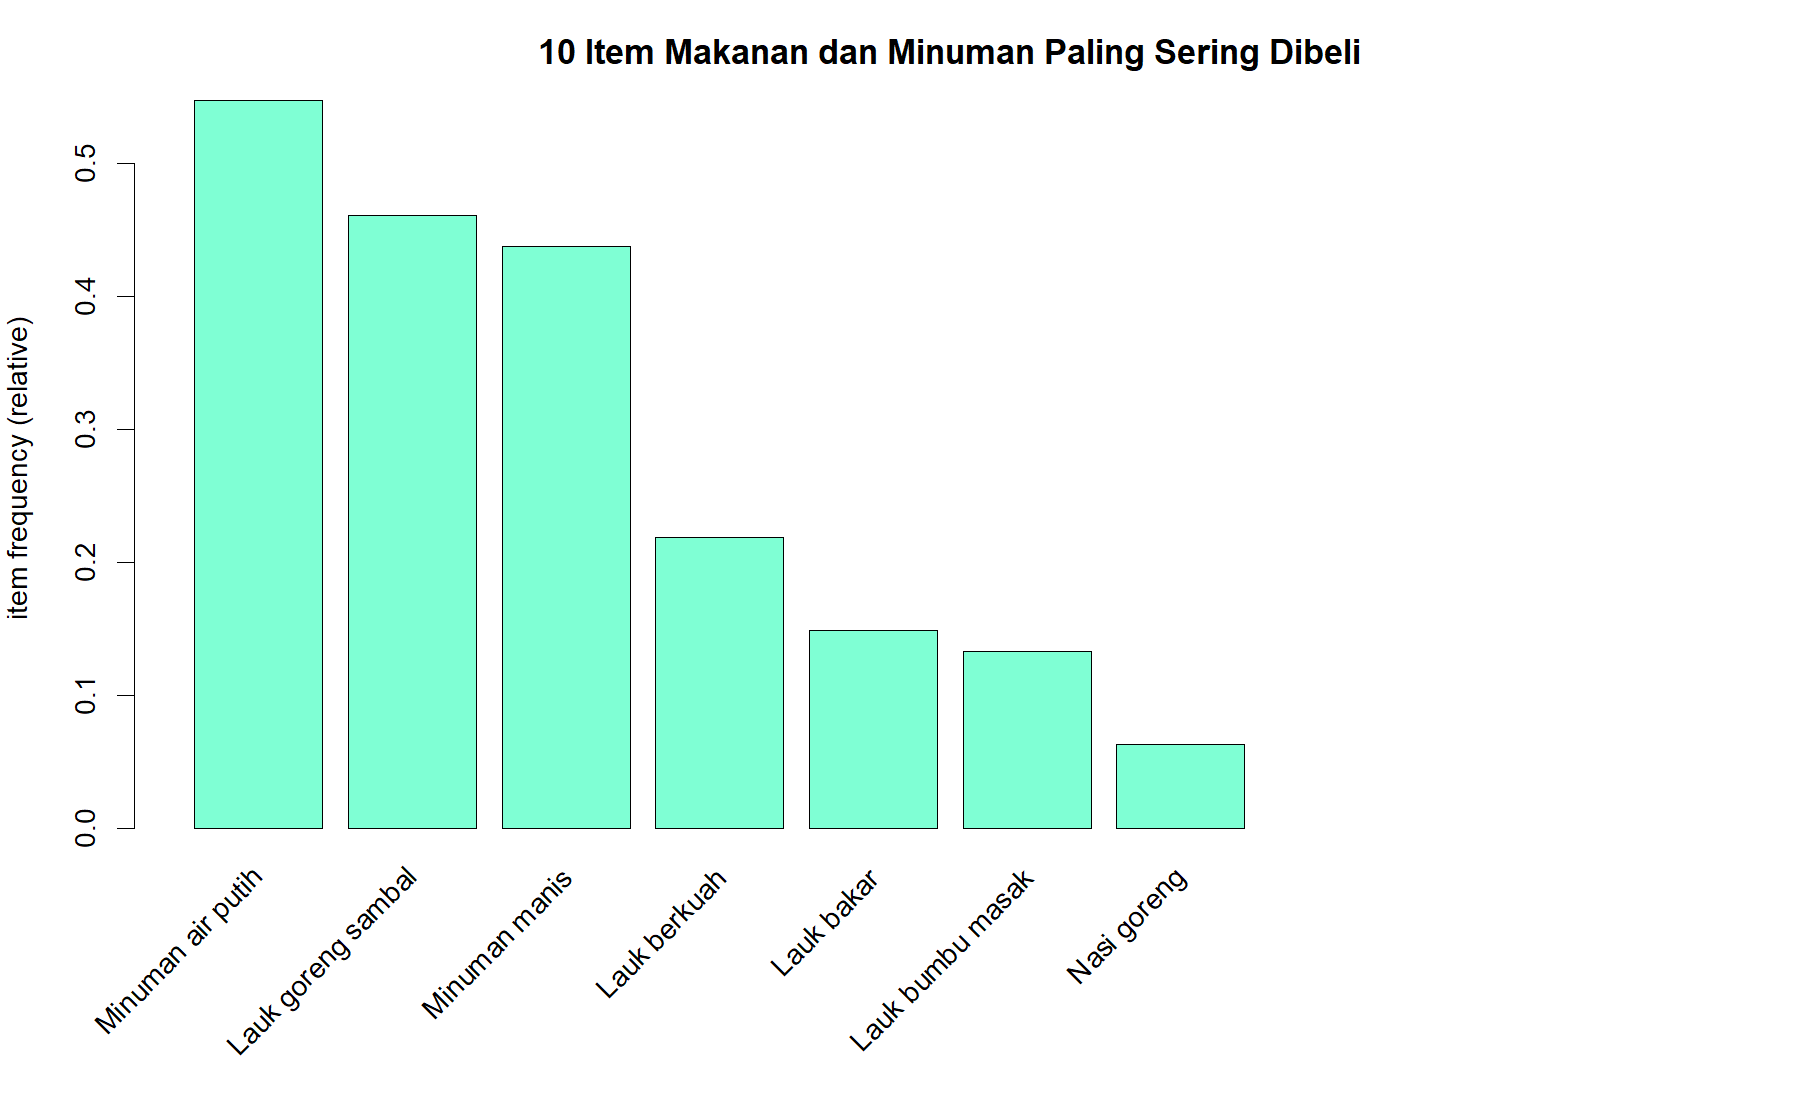 10 Item Makanan dan Minuman Paling Sering Dibeli
item frequency (relative)
0.5
0.4
0.3
0.2
0.1
0.0
Minuman air putih
Lauk goreng sambal
Minuman manis
Lauk berkuah
Lauk bakar
Lauk bumbu masak
Nasi goreng